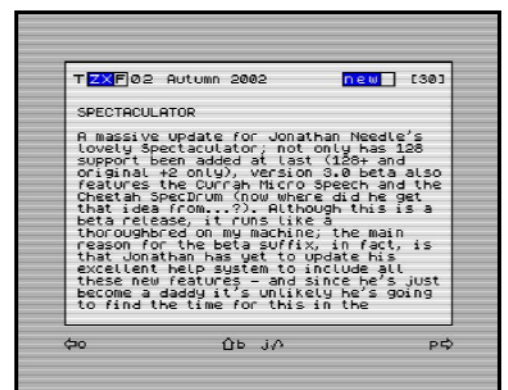 TZXF02 Autumn 2002 new [30]
SPECTACULATOR
A massive update for Jonathan Needle's
lovely Spectaculator; not only has 128
support been added at last (128+ and
original +2 only), version 3.0 beta also
features the Currah Micro Speech and the
Cheetah SpecDrum (now where did he get
that idea from...?). Although this is a
beta release, it runs like a
thoroughbred on my machine; the main
reason for the beta suffix, in fact, is
that Jonathan has yet to update his
excellent help system to include all
these new features - and since he's just
become a daddy it's unlikely he's going
to find the time for this in the
⇦o ⇧b j/^ p⇨